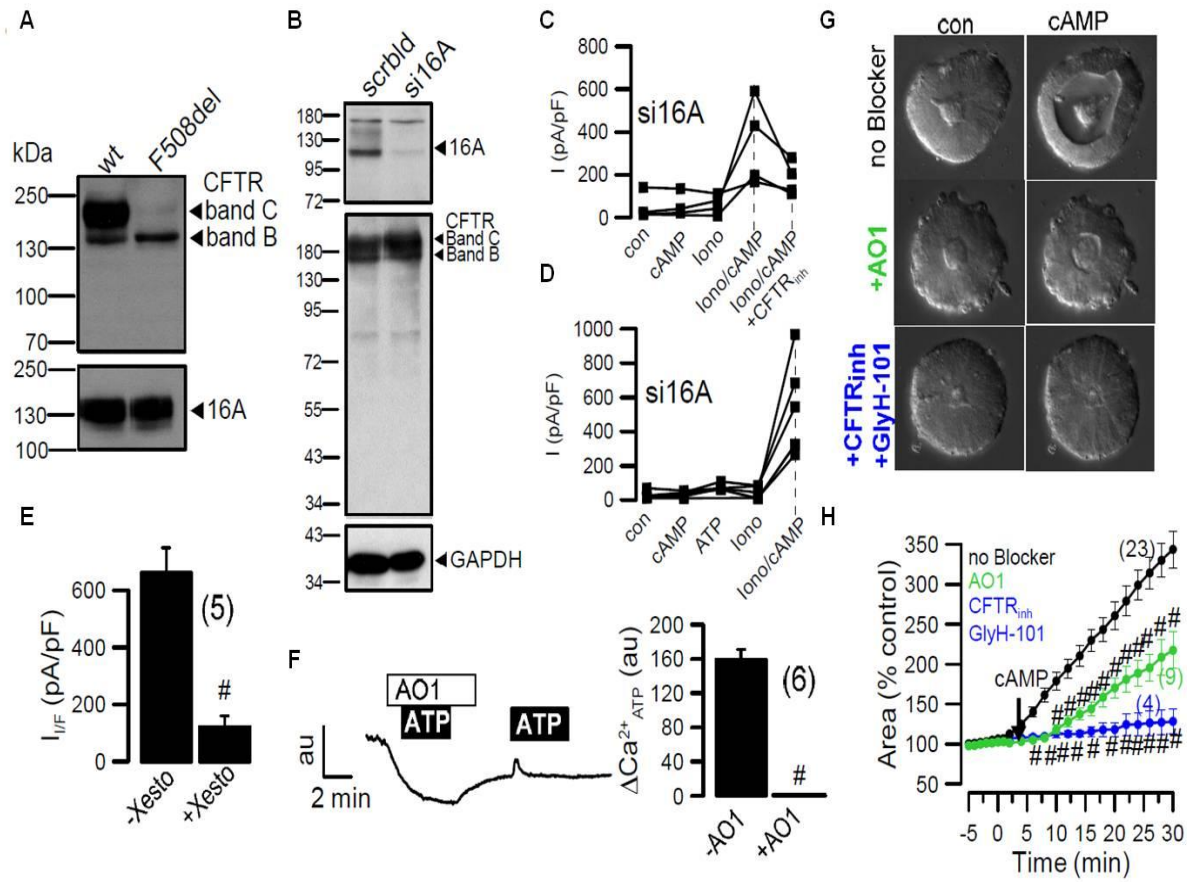 A
kDa
wt
F508del
CFTR
250
band C
130
band B
100
70
250
130
16A
100
B
scrbld
si16A
180
130
16A
95
72
CFTR
180
Band C
Band B
130
95
72
55
43
34
43
GAPDH
34
C
800
600
400
200
0
I (pA/pF)
si16A
con
cAMP
Iono
Iono/cAMP
Iono/cAMP
+CFTRinh
D
1000
800
600
400
200
0
I (pA/pF)
si16A
con
cAMP
ATP
Iono
Iono/cAMP
E
600
400
200
0
I I/F (pA/pF)
(5)
#
-Xesto
+Xesto
F
AO1
ATP
ATP
au
2 min
200
160
120
80
40
0
ΔCa2+ATP (au)
(6)
#
-AO1
+AO1
G
con
cAMP
no Blocker
+AO1
+CFTRinh
+GlyH-101
H
350
300
250
200
150
100
50
Area (% control)
no Blocker
AO1
CFTRinh
GlyH-101
(23)
cAMP
(9)
(4)
##########
##########
-5 0 5 10 15 20 25 30
Time (min)